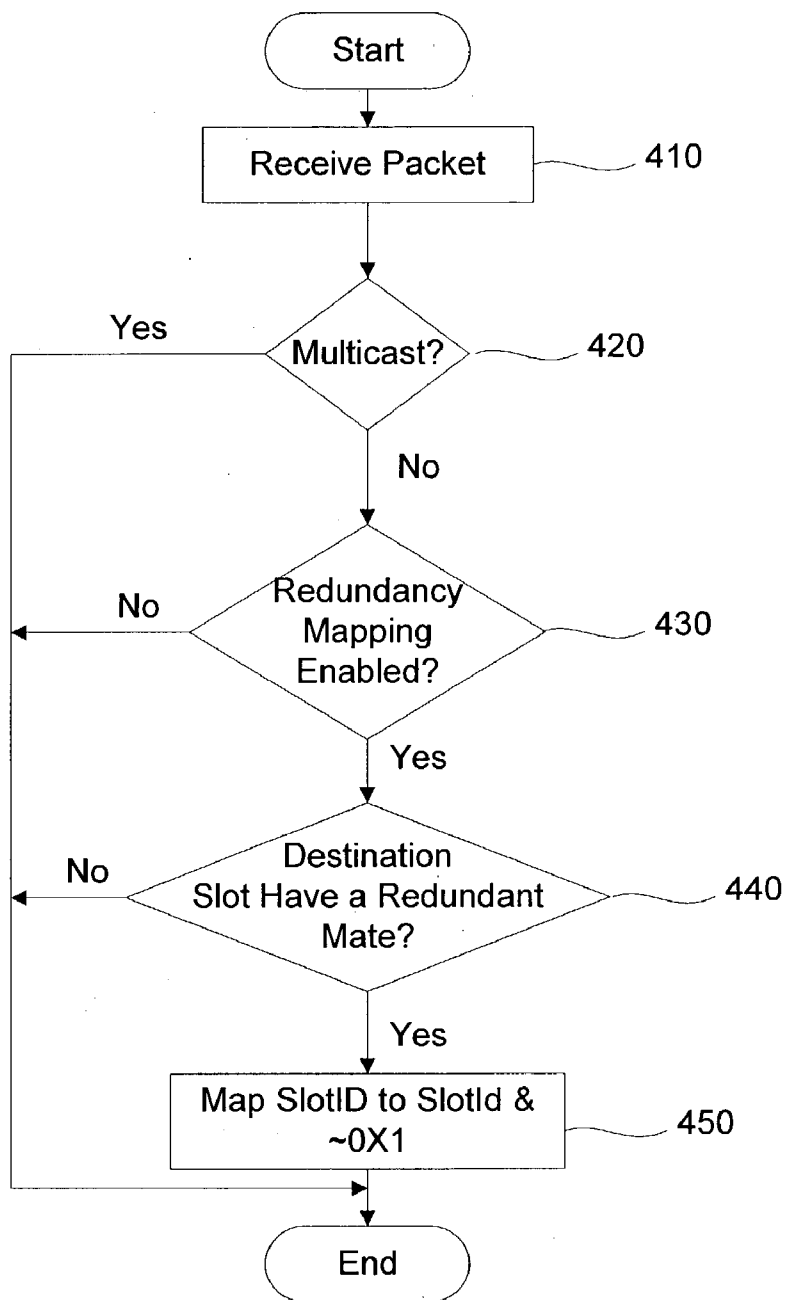 Start
Receive Packet
410
Yes
Multicast?
420
No
No
Redundancy
Mapping
Enabled?
430
Yes
No
Destination
Slot Have a Redundant
Mate?
440
Yes
Map SlotID to SlotId &
~0X1
450
End